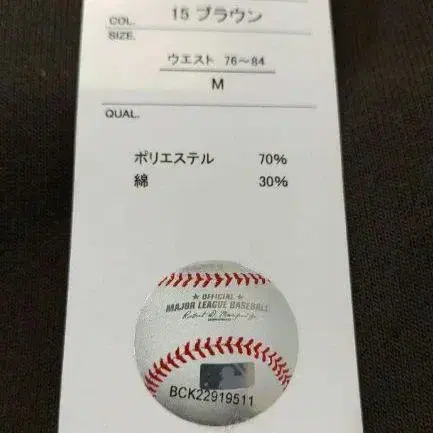 COL. 15 ブラウン
SIZE.
ウエスト 76～84
M
QUAL.
ポリエステル 70%
綿 30%
OFFICIAL
MAJOR LEAGUE BASEBALL
BCK22919511